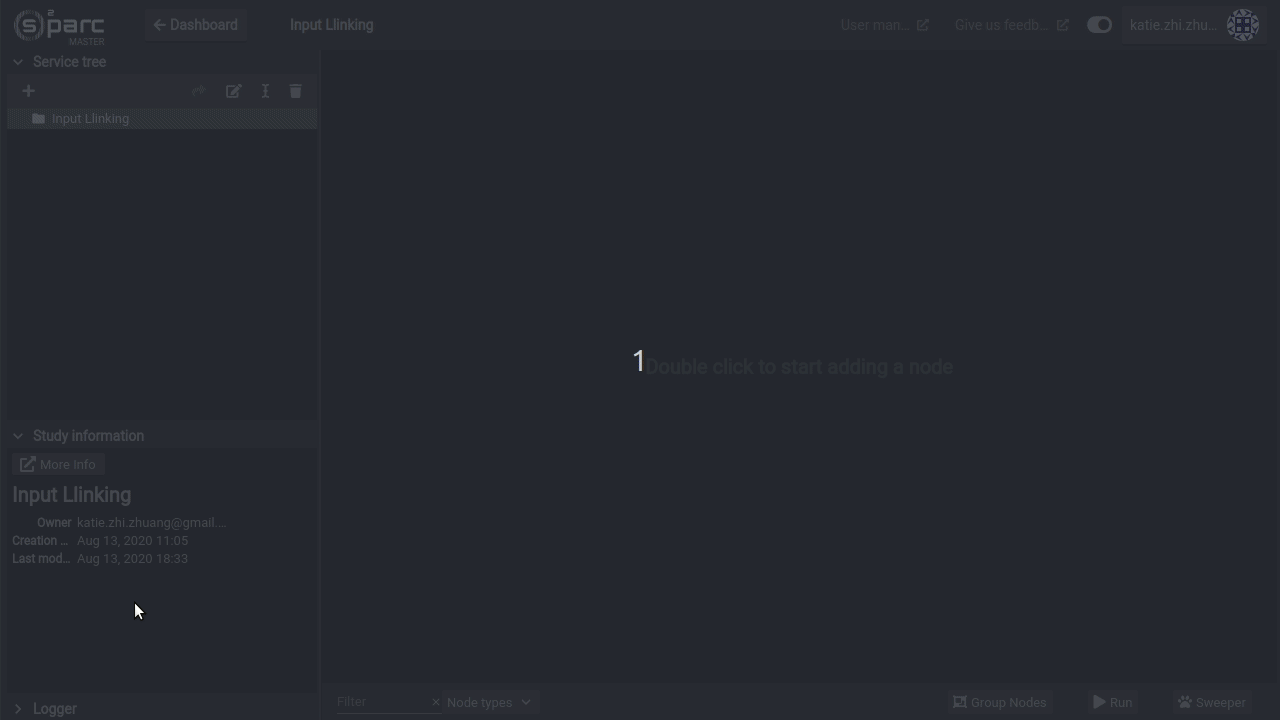 s2parc
MASTER
Dashboard
Input Llinking
User man...
Give us feedb...
katie.zhi.zhu...
Service tree
Input Llinking
1
Double click to start adding a node
Study information
More Info
Input Llinking
Owner katie.zhi.zhuang@gmail....
Creation ... Aug 13, 2020 11:05
Last mod... Aug 13, 2020 18:33
Filter
Node types
Group Nodes
Run
Sweeper
Logger